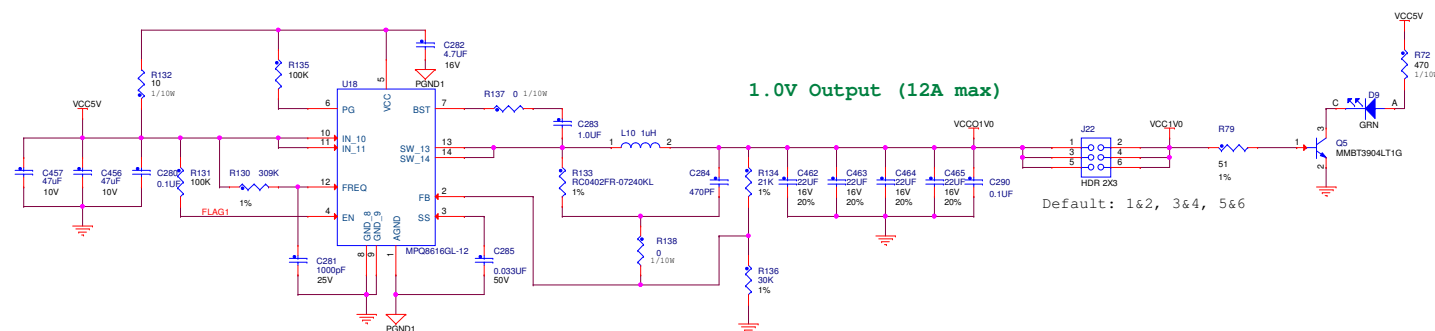 VCC5V
C282
4.7UF
16V
PGND1
R132
10
1/10W
R135
100K
U18
VCC
5
6
PG
BST
7
R137 0 1/10W
C283
1.0UF
1.0V Output (12A max)
VCC5V
R72
470
1/10W
C
D9
A
GRN
VCC5V
10
IN_10
11
IN_11
SW_13
13
SW_14
14
1
L10 1uH
2
VCCO1V0
J22
1
2
3
4
5
6
HDR 2X3
VCC1V0
R79
51
1%
1
3
2
Q5
MMBT3904LT1G
Default: 1&2, 3&4, 5&6
C457
47uF
10V
C456
47uF
10V
C280
0.1UF
R131
100K
R130 309K
1%
12
FREQ
FLAG1
4
EN
FB
2
SS
3
GND_8
GND_9
AGND
8
9
1
MPQ8616GL-12
R133
RC0402FR-07240KL
C284
470PF
R134
21K
1%
C462
22UF
16V
20%
C463
22UF
16V
20%
C464
22UF
16V
20%
C465
22UF
16V
20%
C290
0.1UF
R138
0
1/10W
C281
1000pF
25V
C285
0.033UF
50V
R136
30K
1%
PGND1